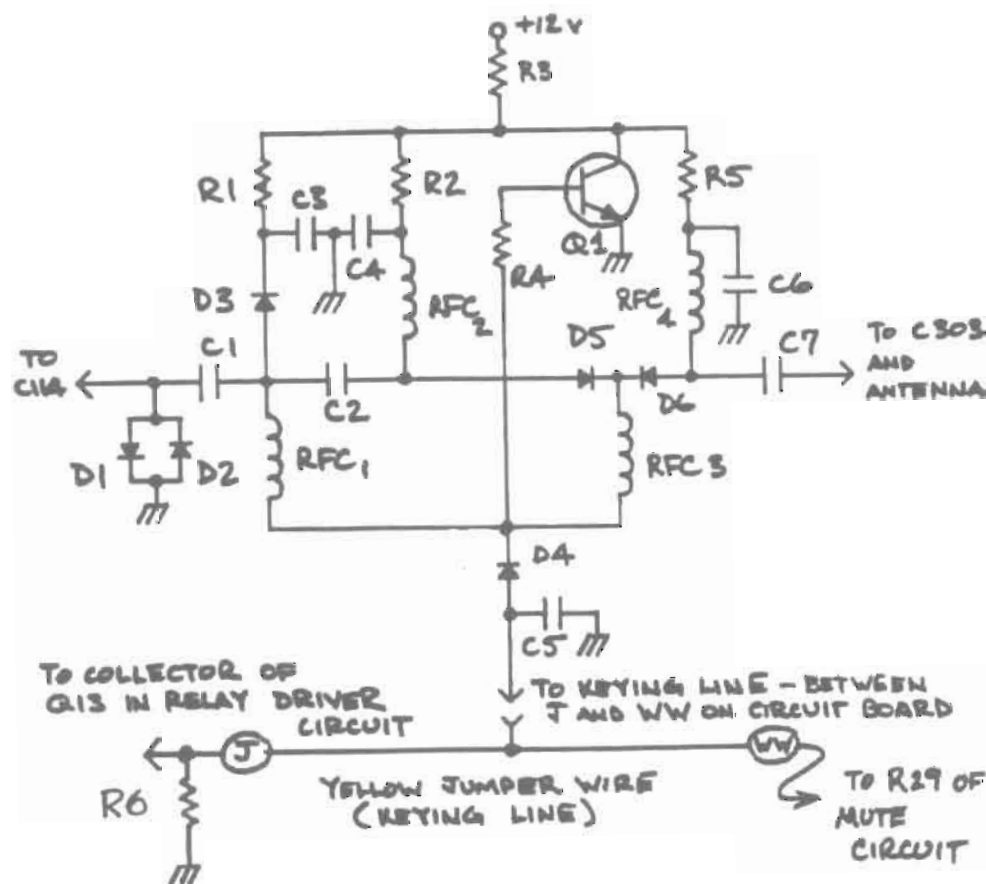 +12V
R3
R1
C3
R2
C4
Q1
R5
R4
D3
RFC2
RFC4
C6
TO
C114
C1
C2
D5
D6
C7
TO C303
AND
ANTENNA
D1
D2
RFC1
RFC3
D4
C5
TO COLLECTOR OF
Q13 IN RELAY DRIVER
CIRCUIT
TO KEYING LINE - BETWEEN
J AND WW ON CIRCUIT BOARD
J
WW
R6
YELLOW JUMPER WIRE
(KEYING LINE)
TO R29 OF
MUTE
CIRCUIT